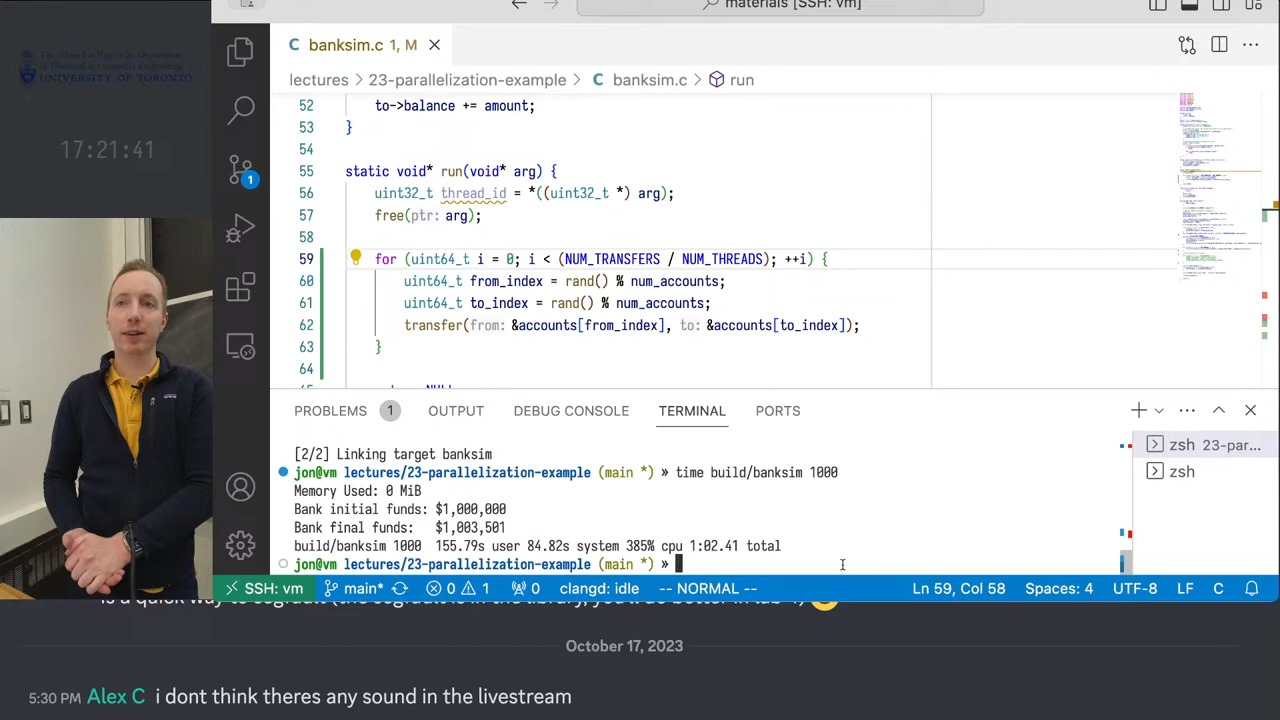 materials [SSH: vm]
UNIVERSITY OF TORONTO
17:21:41
banksim.c 1, M
lectures > 23-parallelization-example > C banksim.c > run
52 to->balance += amount;
53 }
54
55 static void* run(void* arg) {
56 uint32_t thread_id = *((uint32_t *) arg);
57 free(ptr: arg);
58
59 for (uint64_t i = 0; i < (NUM_TRANSFERS / NUM_THREADS); ++i) {
60 uint64_t from_index = rand() % num_accounts;
61 uint64_t to_index = rand() % num_accounts;
62 transfer(from: &accounts[from_index], to: &accounts[to_index]);
63 }
64
1
PROBLEMS 1 OUTPUT DEBUG CONSOLE TERMINAL PORTS
[2/2] Linking target banksim
jon@vm lectures/23-parallelization-example (main *) » time build/banksim 1000
Memory Used: 0 MiB
Bank initial funds: $1,000,000
Bank final funds: $1,003,501
build/banksim 1000 155.79s user 84.82s system 385% cpu 1:02.41 total
jon@vm lectures/23-parallelization-example (main *) »
zsh 23-par...
zsh
SSH: vm main* 0 1 0 clangd: idle -- NORMAL -- Ln 59, Col 58 Spaces: 4 UTF-8 LF C
October 17, 2023
5:30 PM Alex C i dont think theres any sound in the livestream